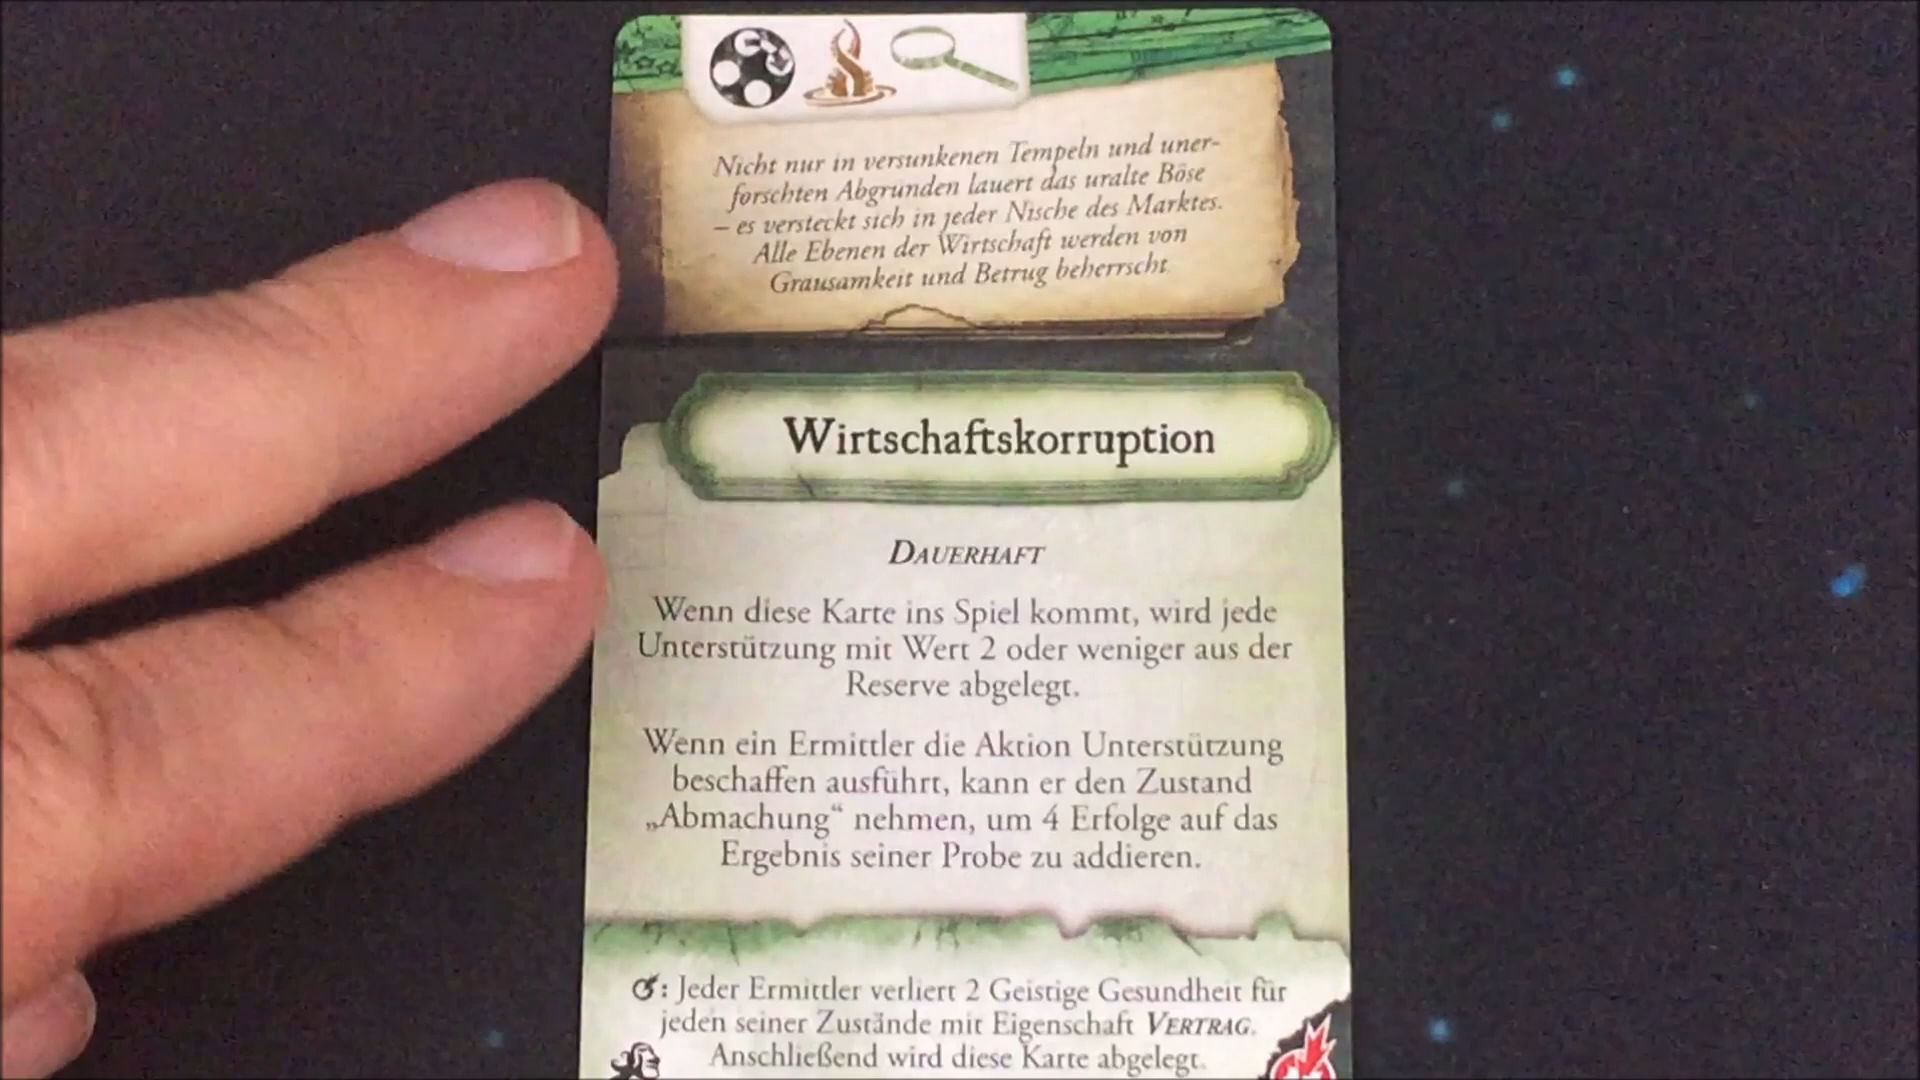 Nicht nur in versunkenen Tempeln und uner-
forschten Abgründen lauert das uralte Böse
– es versteckt sich in jeder Nische des Marktes.
Alle Ebenen der Wirtschaft werden von
Grausamkeit und Betrug beherrscht.
Wirtschaftskorruption
DAUERHAFT
Wenn diese Karte ins Spiel kommt, wird jede
Unterstützung mit Wert 2 oder weniger aus der
Reserve abgelegt.
Wenn ein Ermittler die Aktion Unterstützung
beschaffen ausführt, kann er den Zustand
„Abmachung“ nehmen, um 4 Erfolge auf das
Ergebnis seiner Probe zu addieren.
: Jeder Ermittler verliert 2 Geistige Gesundheit für
jeden seiner Zustände mit Eigenschaft VERTRAG.
Anschließend wird diese Karte abgelegt.